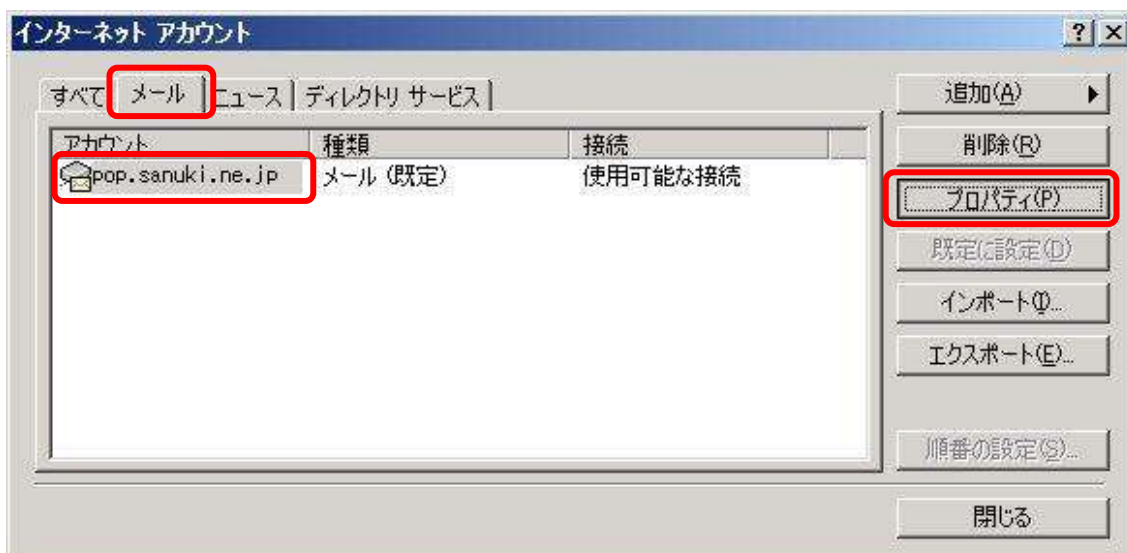 インターネット アカウント
すべて メール ニュース ディレクトリ サービス
アカウント 種類 接続
pop.sanuki.ne.jp メール (既定) 使用可能な接続
追加(A)
削除(R)
プロパティ(P)
既定に設定(D)
インポート(I)...
エクスポート(E)...
順番の設定(S)...
閉じる